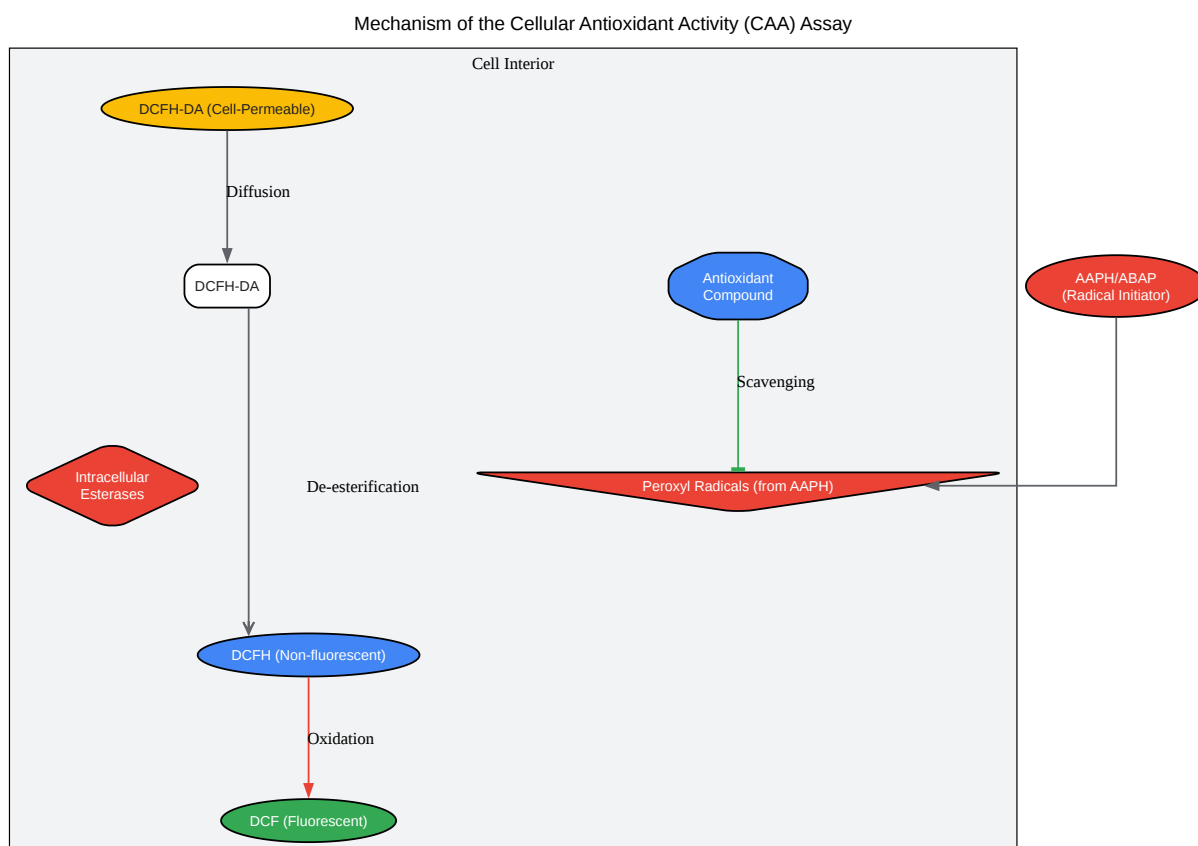 Mechanism of the Cellular Antioxidant Activity (CAA) Assay
Cell Interior
DCFH-DA (Cell-Permeable)
Diffusion
DCFH-DA
Antioxidant
Compound
AAPH/ABAP
(Radical Initiator)
Scavenging
Intracellular
Esterases
De-esterification
Peroxyl Radicals (from AAPH)
DCFH (Non-fluorescent)
Oxidation
DCF (Fluorescent)